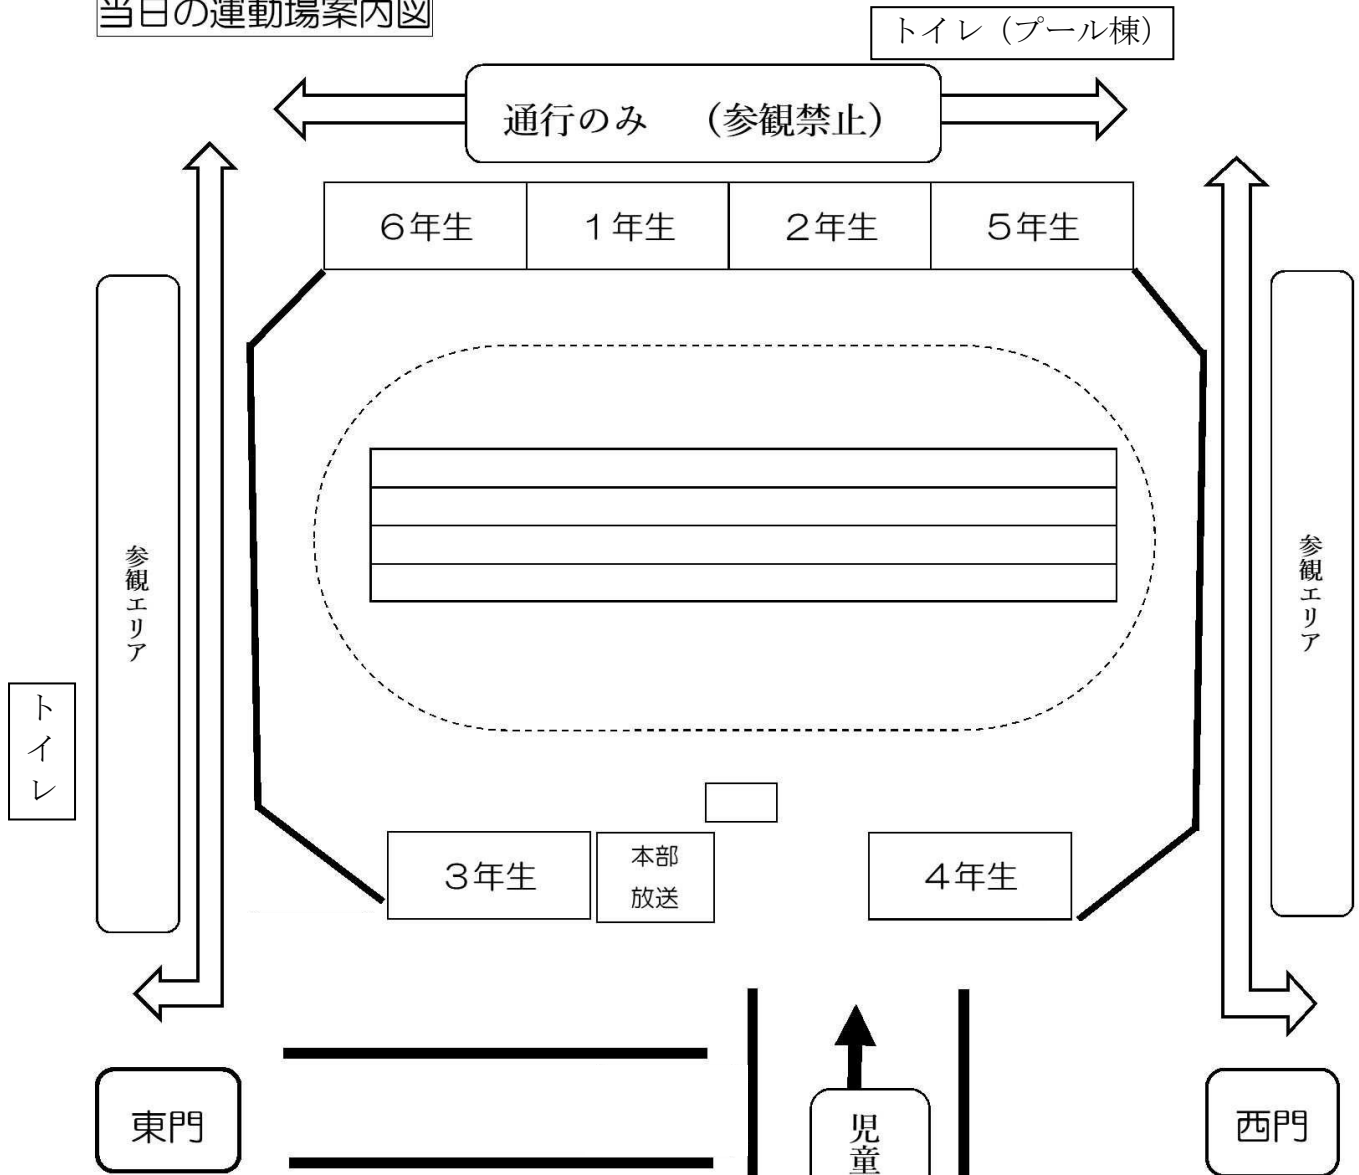 当日の運動場案内図
トイレ（プール棟）
通行のみ　（参観禁止）
６年生
１年生
２年生
５年生
参観エリア
参観エリア
トイレ
３年生
本部
放送
４年生
東門
児童
西門